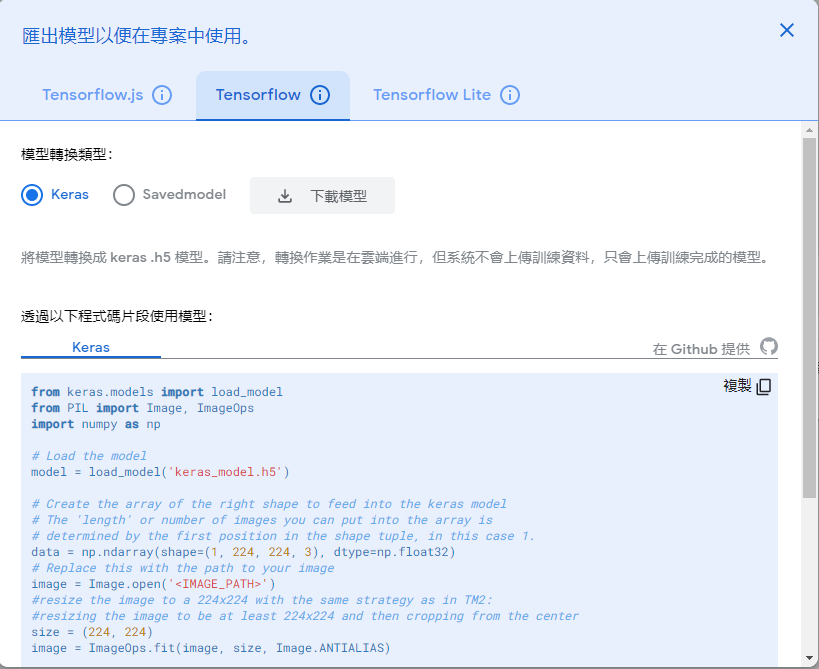 匯出模型以便在專案中使用。
Tensorflow.js Tensorflow Tensorflow Lite
模型轉換類型：
Keras Savedmodel 下載模型
將模型轉換成 keras .h5 模型。請注意，轉換作業是在雲端進行，但系統不會上傳訓練資料，只會上傳訓練完成的模型。
透過以下程式碼片段使用模型：
Keras 在 Github 提供
複製
from keras.models import load_model
from PIL import Image, ImageOps
import numpy as np
# Load the model
model = load_model('keras_model.h5')
# Create the array of the right shape to feed into the keras model
# The 'length' or number of images you can put into the array is
# determined by the first position in the shape tuple, in this case 1.
data = np.ndarray(shape=(1, 224, 224, 3), dtype=np.float32)
# Replace this with the path to your image
image = Image.open('<IMAGE_PATH>')
#resize the image to a 224x224 with the same strategy as in TM2:
#resizing the image to be at least 224x224 and then cropping from the center
size = (224, 224)
image = ImageOps.fit(image, size, Image.ANTIALIAS)